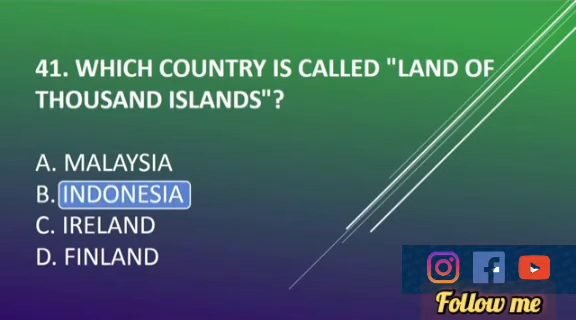 41. WHICH COUNTRY IS CALLED "LAND OF
THOUSAND ISLANDS"?
A. MALAYSIA
B. INDONESIA
C. IRELAND
D. FINLAND
Follow me